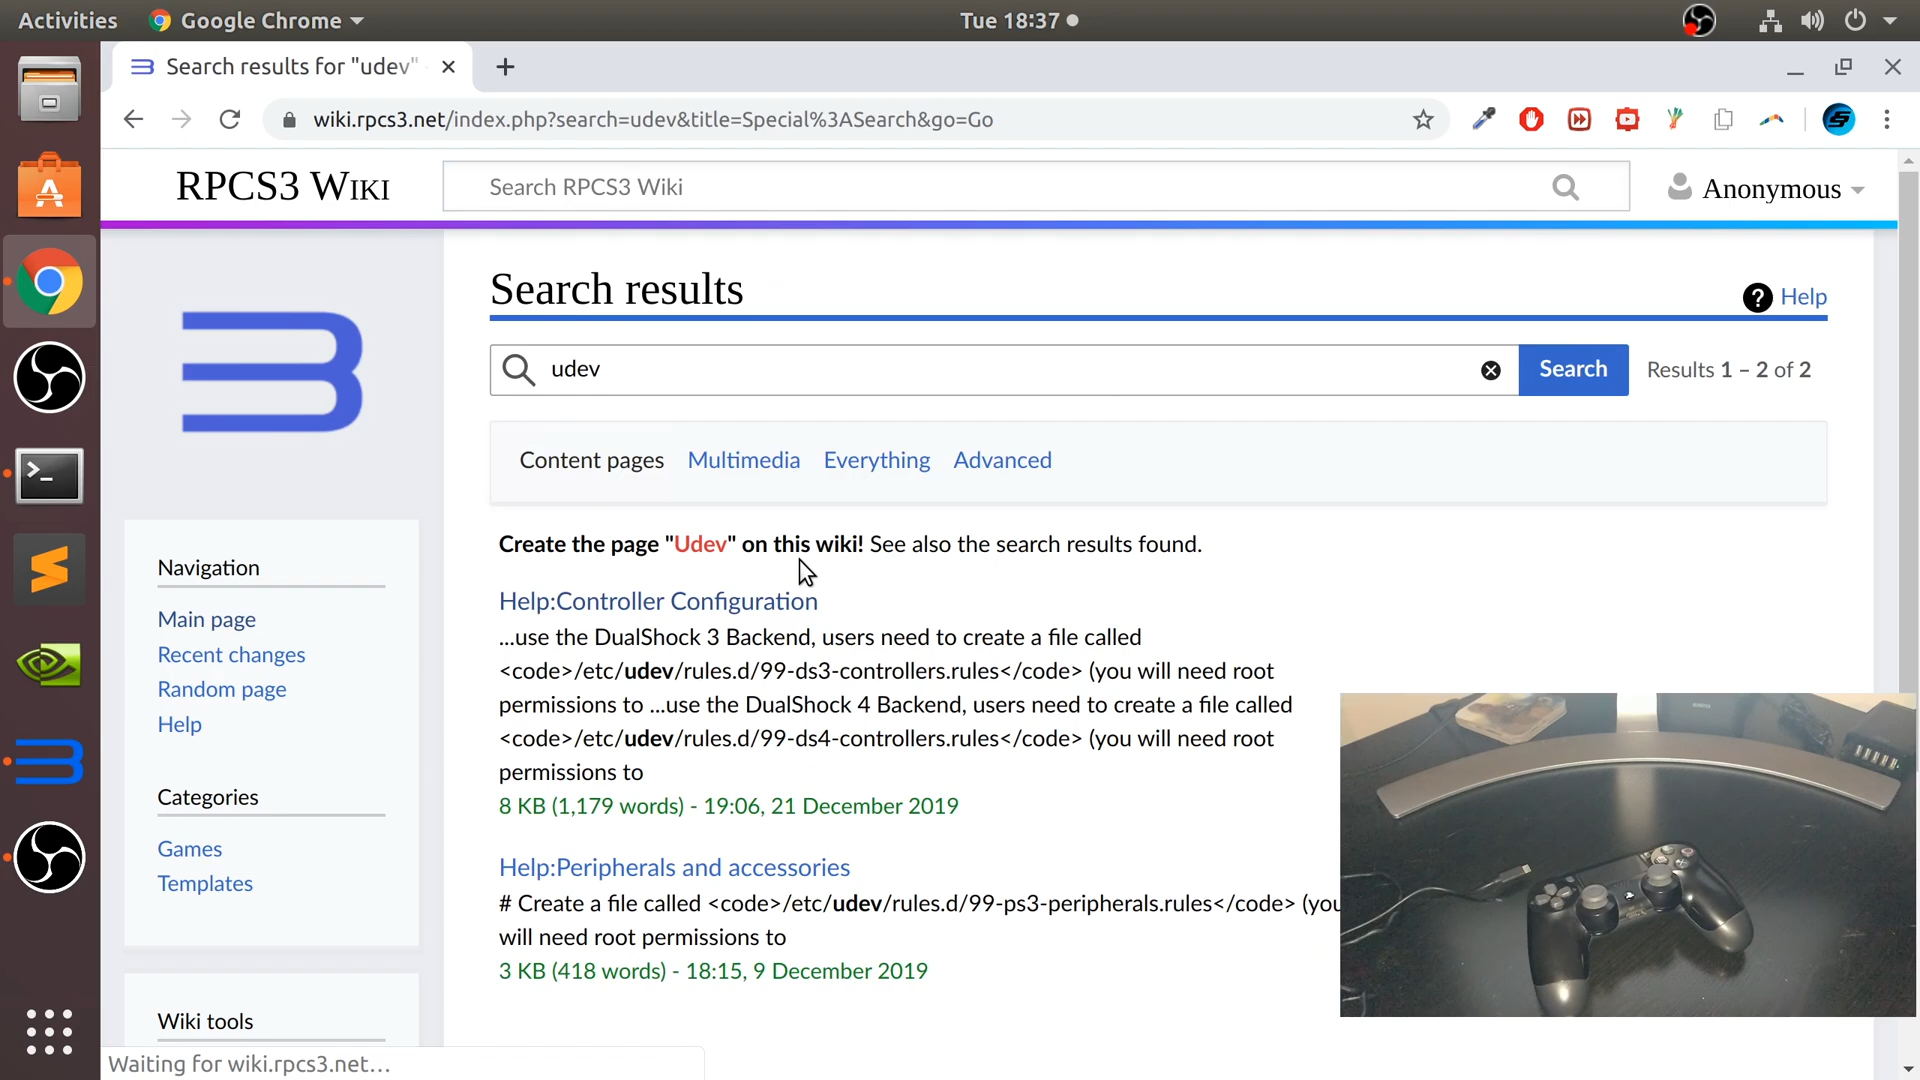 Activities
Google Chrome
Tue 18:37
Search results for "udev"
wiki.rpcs3.net/index.php?search=udev&title=Special%3ASearch&go=Go
RPCS3 WIKI
Search RPCS3 Wiki
Anonymous
Search results
Help
udev
Search
Results 1 – 2 of 2
Content pages
Multimedia
Everything
Advanced
Create the page "Udev" on this wiki! See also the search results found.
Help:Controller Configuration
...use the DualShock 3 Backend, users need to create a file called
<code>/etc/udev/rules.d/99-ds3-controllers.rules</code> (you will need root
permissions to ...use the DualShock 4 Backend, users need to create a file called
<code>/etc/udev/rules.d/99-ds4-controllers.rules</code> (you will need root
permissions to
8 KB (1,179 words) - 19:06, 21 December 2019
Help:Peripherals and accessories
# Create a file called <code>/etc/udev/rules.d/99-ps3-peripherals.rules</code> (you
will need root permissions to
3 KB (418 words) - 18:15, 9 December 2019
Navigation
Main page
Recent changes
Random page
Help
Categories
Games
Templates
Wiki tools
Waiting for wiki.rpcs3.net...